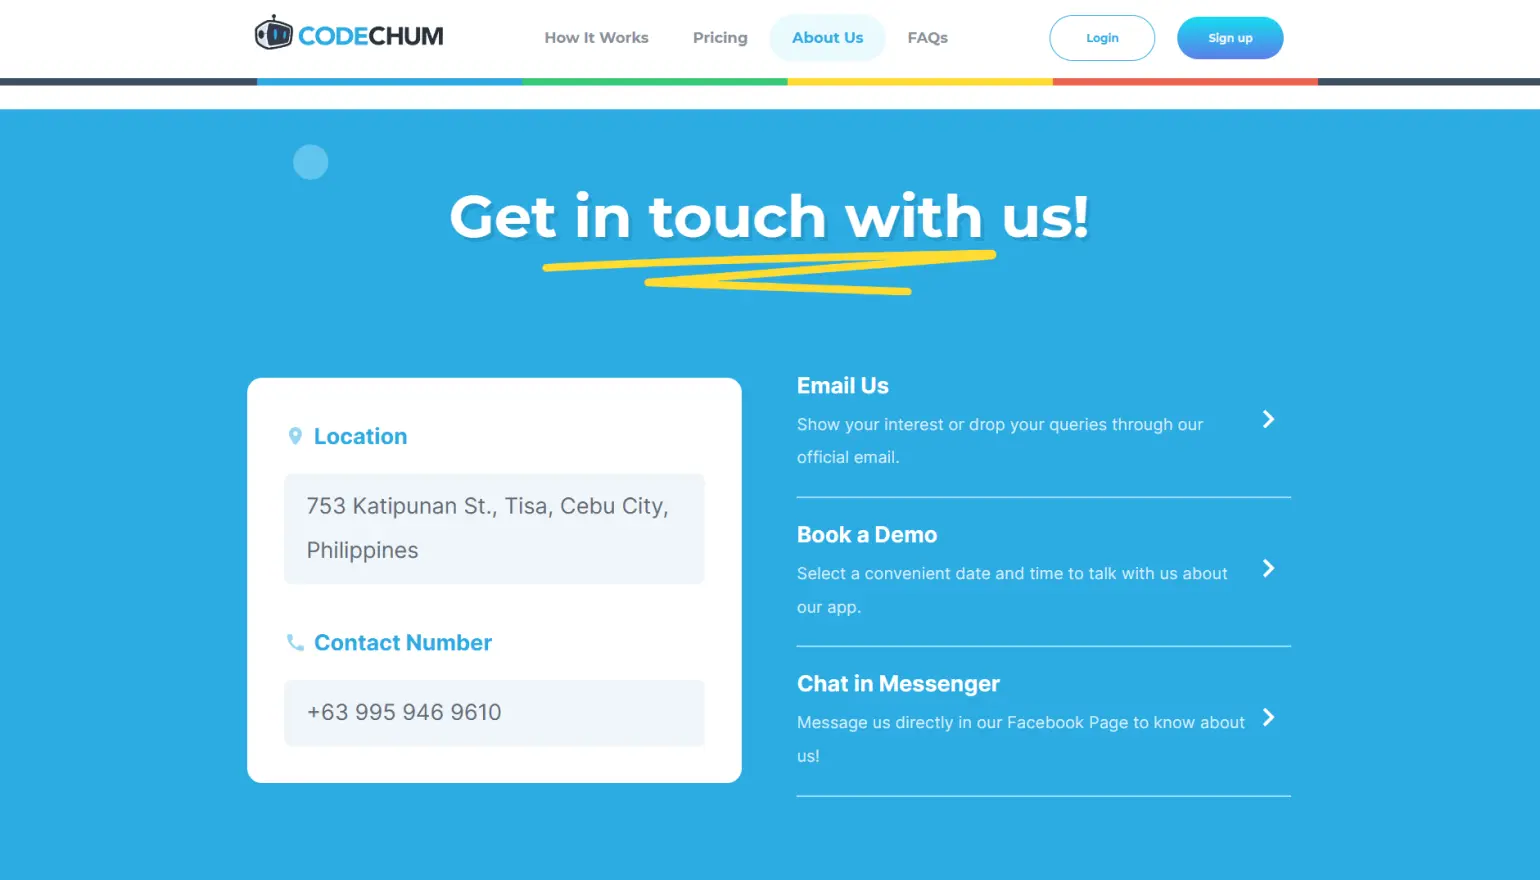 CODECHUM
How It Works
Pricing
About Us
FAQs
Login
Sign up
Get in touch with us!
Location
753 Katipunan St., Tisa, Cebu City,
Philippines
Contact Number
+63 995 946 9610
Email Us
Show your interest or drop your queries through our
official email.
Book a Demo
Select a convenient date and time to talk with us about
our app.
Chat in Messenger
Message us directly in our Facebook Page to know about
us!